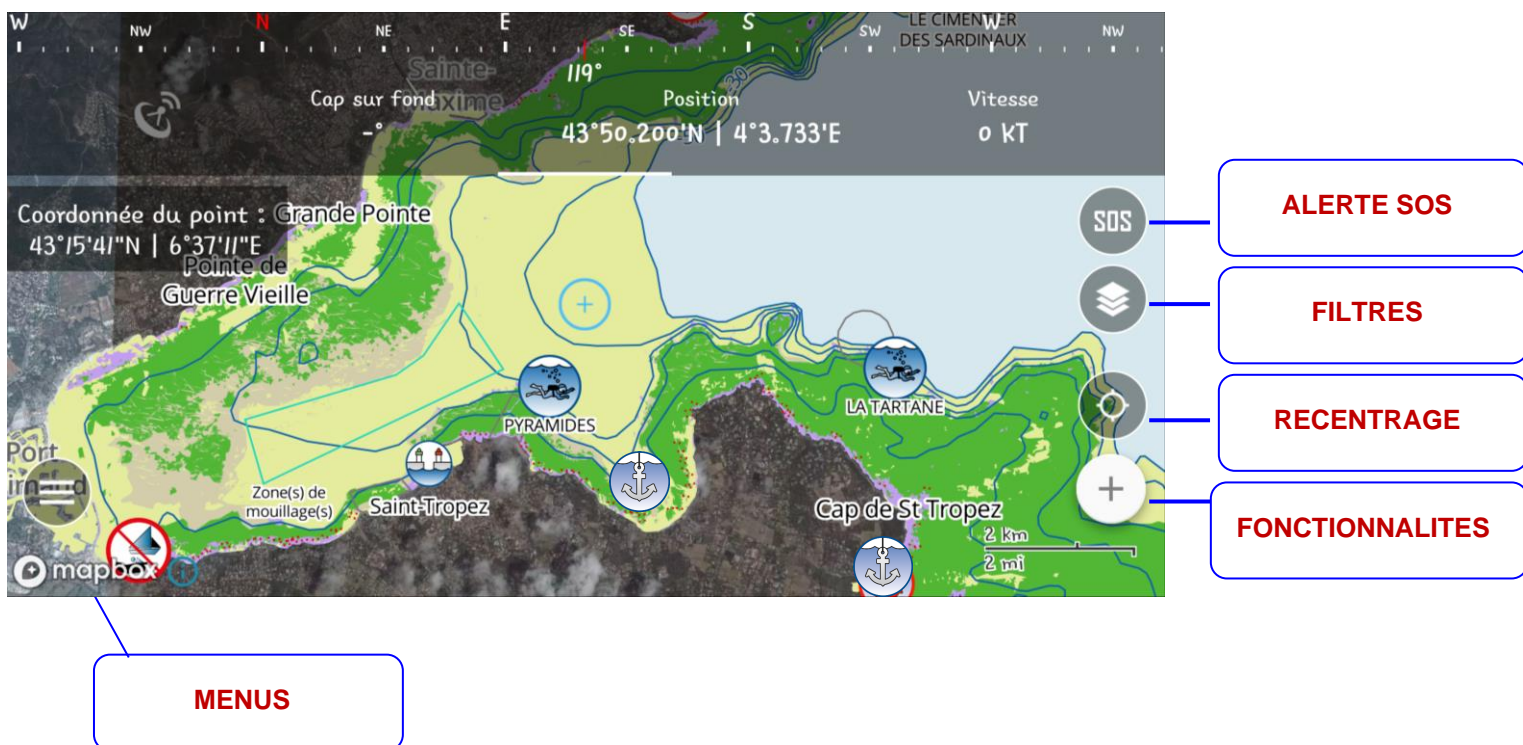 W NW N NE E SE S SW W NW
LE CIMENTIER
DES SARDINAUX
119°
30
Sainte-
Maxime
Cap sur fond Position Vitesse
-° 43°50.200'N | 4°3.733'E 0 KT
Coordonnée du point :
43°15'41"N | 6°37'11"E
Grande Pointe
Pointe de
Guerre Vieille
SOS
ALERTE SOS
FILTRES
LA TARTANE
PYRAMIDES
RECENTRAGE
Port
Zone(s) de
mouillage(s)
Saint-Tropez
Cap de St Tropez
2 km
2 mi
FONCTIONNALITES
mapbox
MENUS